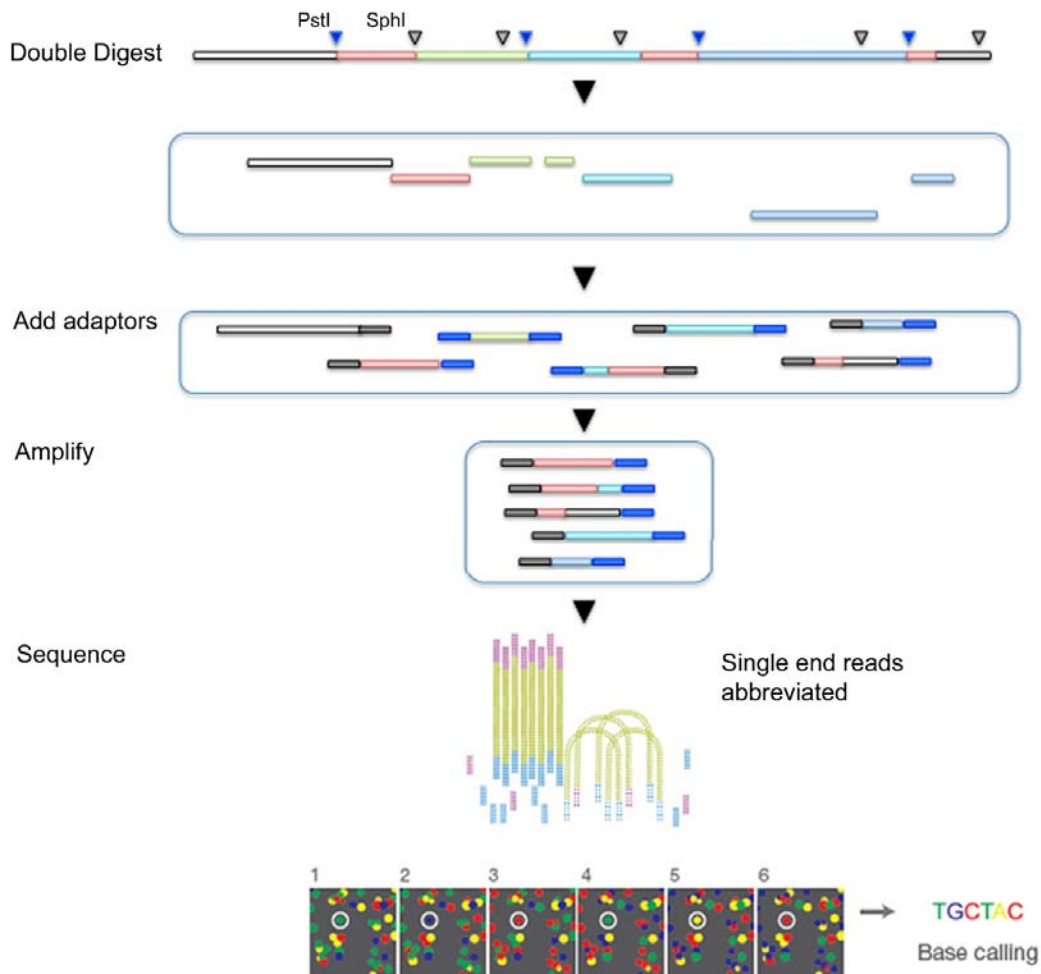 PstI SphI
Double Digest
Add adaptors
Amplify
Sequence
Single end reads
abbreviated
1 2 3 4 5 6
TGCTAC
Base calling